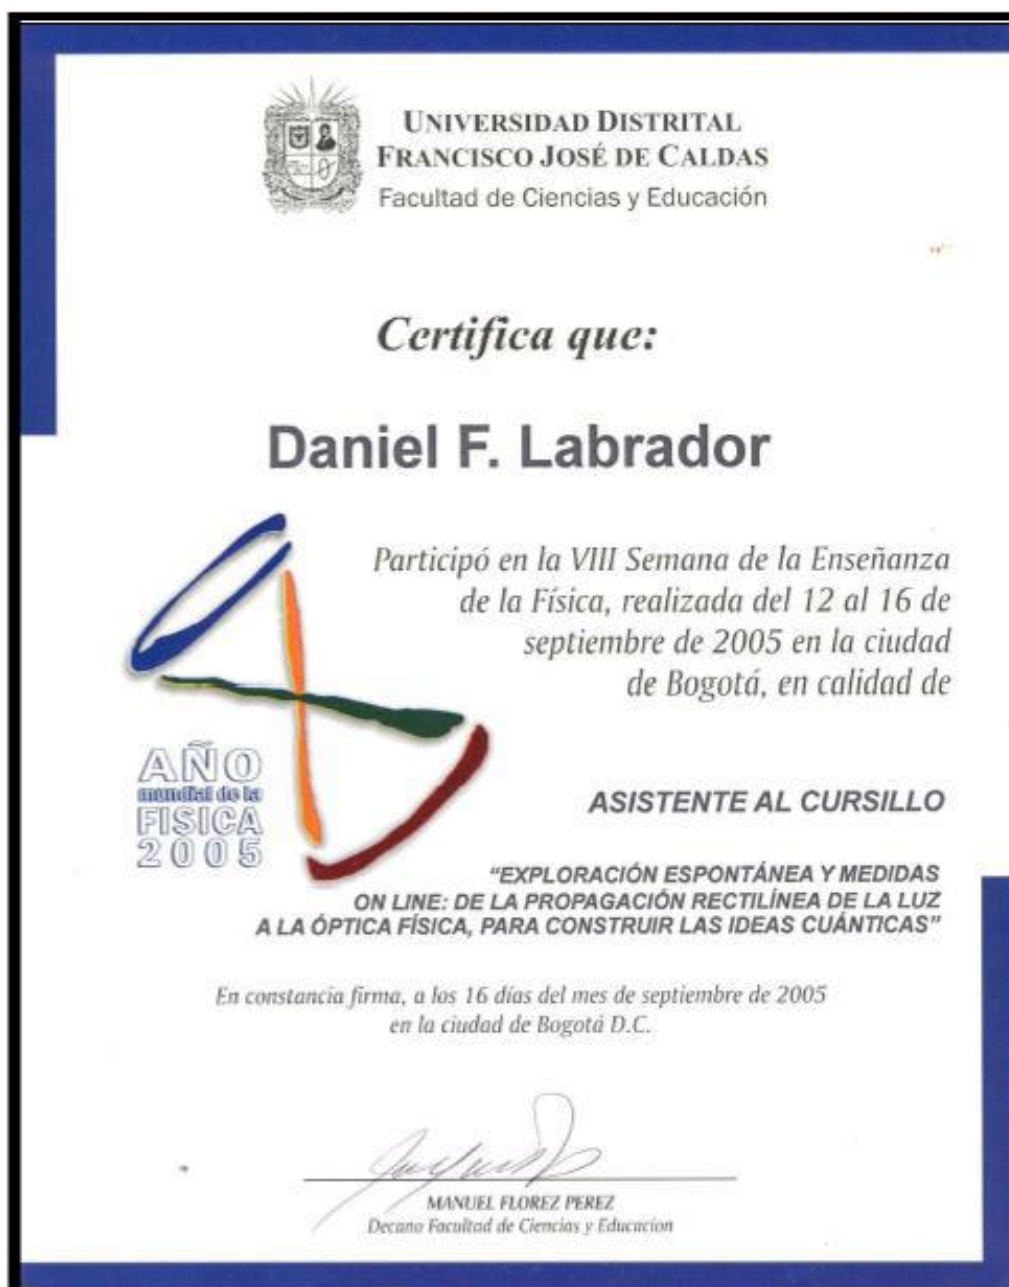 UNIVERSIDAD DISTRITAL
FRANCISCO JOSÉ DE CALDAS
Facultad de Ciencias y Educación
Certifica que:
Daniel F. Labrador
Participó en la VIII Semana de la Enseñanza
de la Física, realizada del 12 al 16 de
septiembre de 2005 en la ciudad
de Bogotá, en calidad de
AÑO
mundial de la
FISICA
2005
ASISTENTE AL CURSILLO
"EXPLORACIÓN ESPONTÁNEA Y MEDIDAS
ON LINE: DE LA PROPAGACIÓN RECTILÍNEA DE LA LUZ
A LA ÓPTICA FÍSICA, PARA CONSTRUIR LAS IDEAS CUÁNTICAS"
En constancia firma, a los 16 días del mes de septiembre de 2005
en la ciudad de Bogotá D.C.
MANUEL FLOREZ PEREZ
Decano Facultad de Ciencias y Educacion